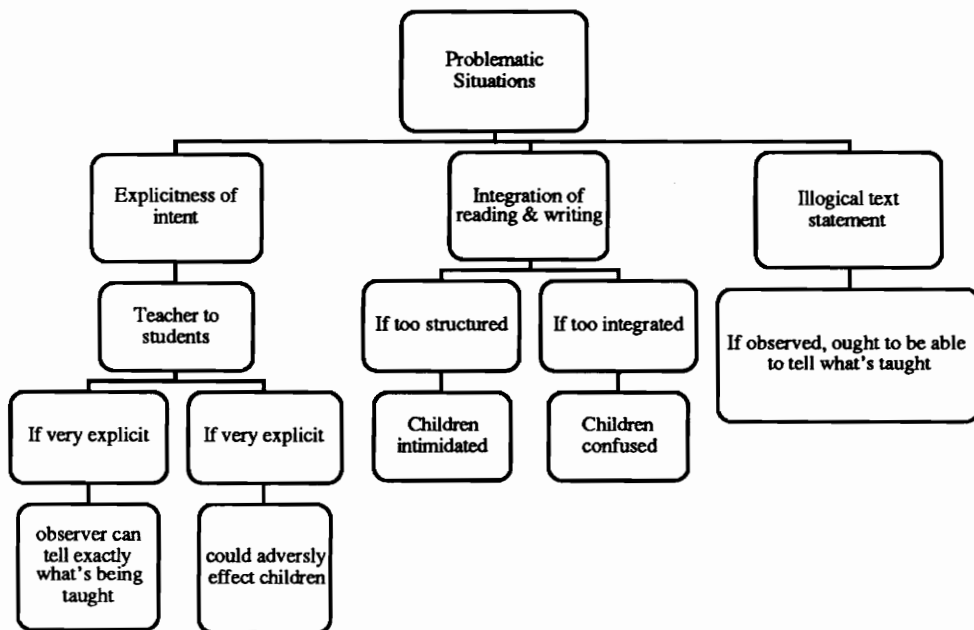 Problematic
Situations
Explicitness of
intent
Integration of
reading & writing
Illogical text
statement
Teacher to
students
If too structured
If too integrated
If observed, ought to be able
to tell what's taught
If very explicit
If very explicit
Children
intimidated
Children
confused
observer can
tell exactly
what's being
taught
could adversly
effect children